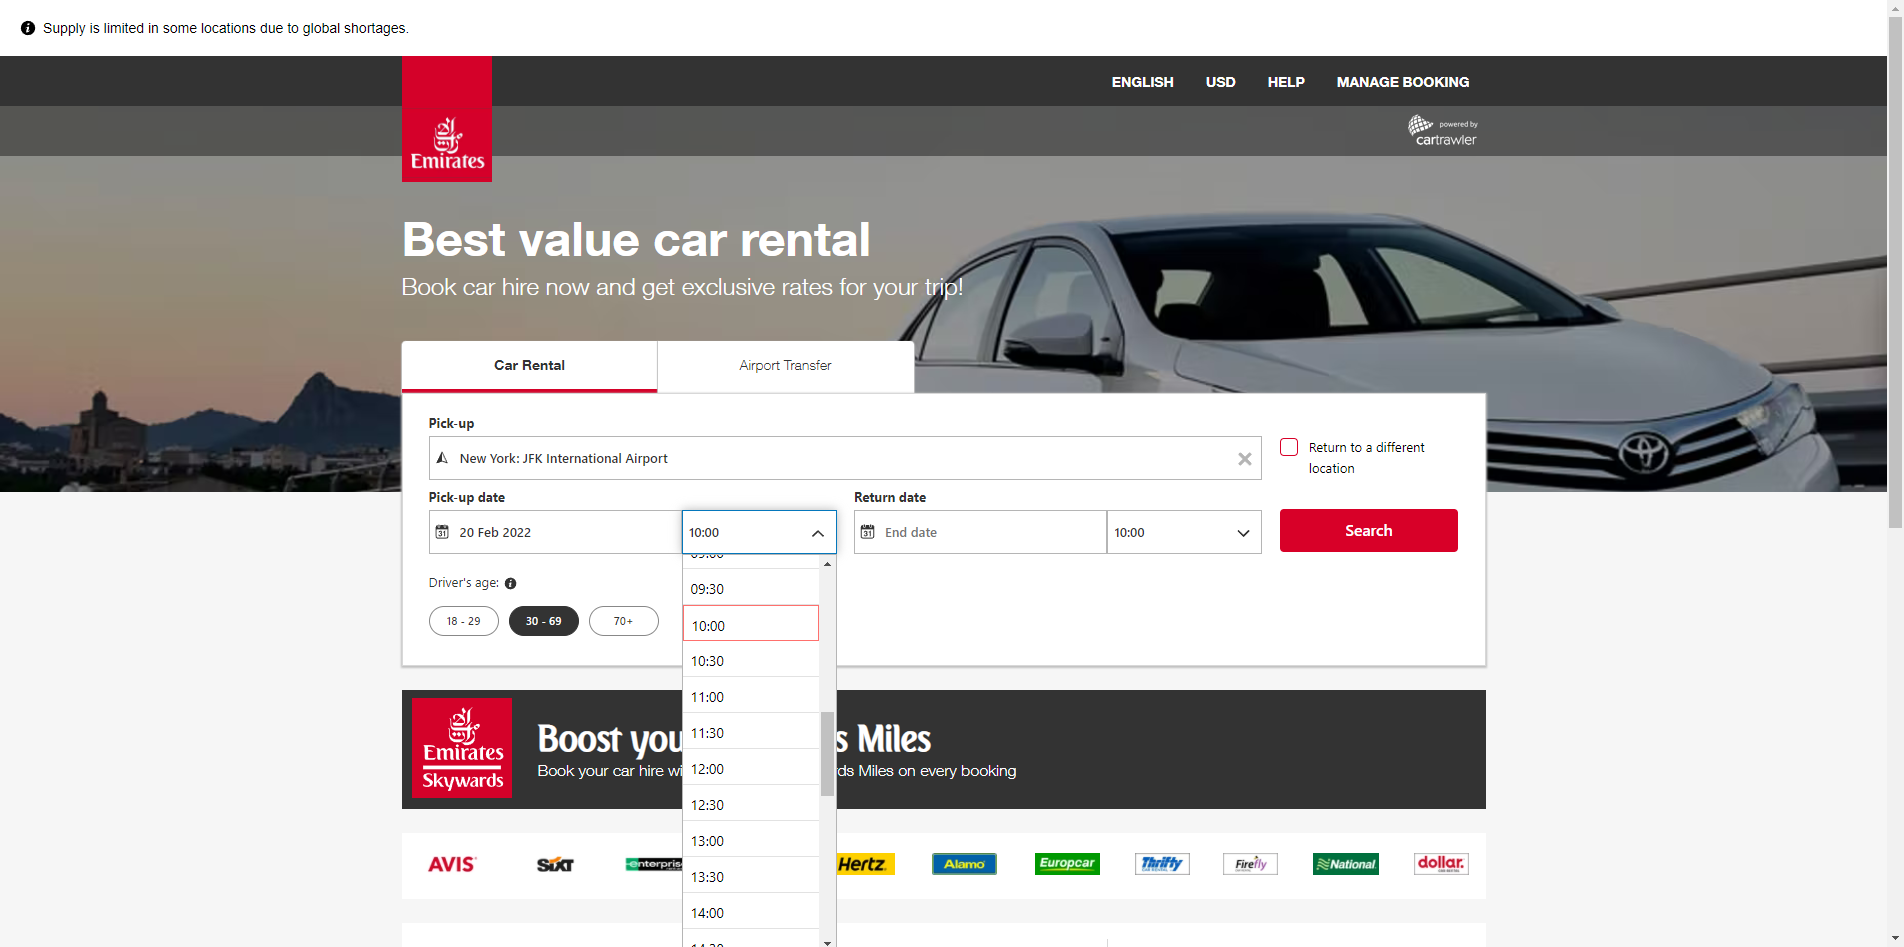 Supply is limited in some locations due to global shortages.
ENGLISH USD HELP MANAGE BOOKING
Emirates
powered by
cartrawler
Best value car rental
Book car hire now and get exclusive rates for your trip!
Car Rental Airport Transfer
Pick-up
New York: JFK International Airport
Return to a different
location
Pick-up date Return date
31 20 Feb 2022 10:00 31 End date 10:00 Search
09:30
Driver's age:
18 - 29 30 - 69 70+
10:00
10:30
11:00
11:30
12:00
12:30
13:00
13:30
14:00
Emirates
Skywards
Boost you s Miles
Book your car hire wi ds Miles on every booking
AVIS SIXT enterpris Hertz. Alamo Europcar Thrifty Firefly National dollar.